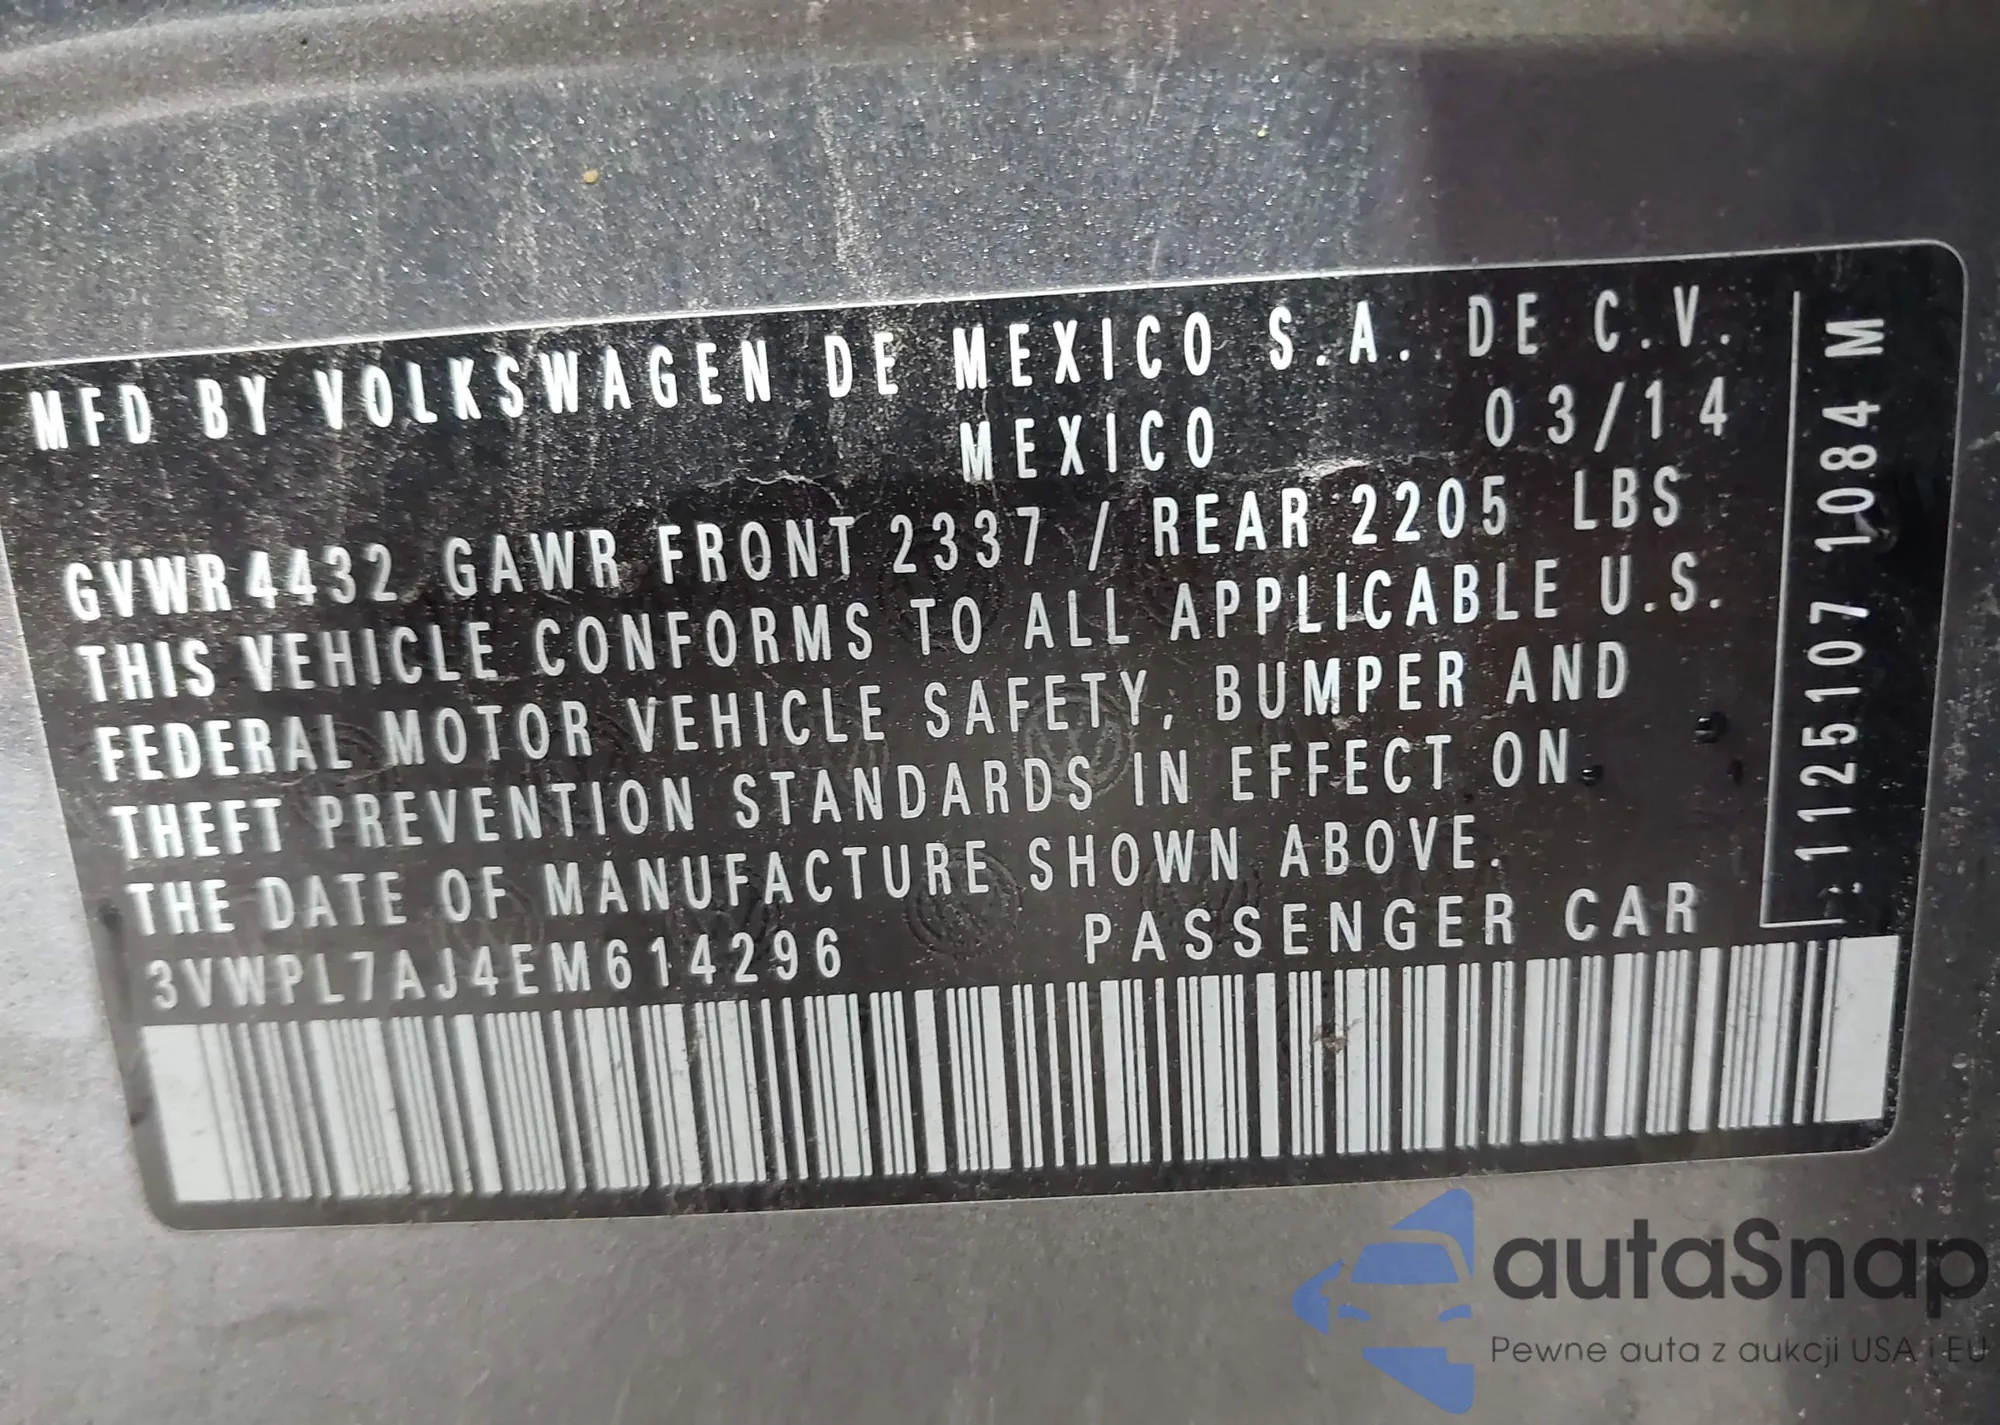 MFD BY VOLKSWAGEN DE MEXICO S.A. DE C.V.
MEXICO 03/14
GVWR4432 GAWR FRONT 2337 / REAR 2205 LBS
THIS VEHICLE CONFORMS TO ALL APPLICABLE U.S.
FEDERAL MOTOR VEHICLE SAFETY, BUMPER AND
THEFT PREVENTION STANDARDS IN EFFECT ON
THE DATE OF MANUFACTURE SHOWN ABOVE.
3VWPL7AJ4EM614296 PASSENGER CAR
: 1125107 1084 M
autaSnap
Pewne auta z aukcji USA i EU